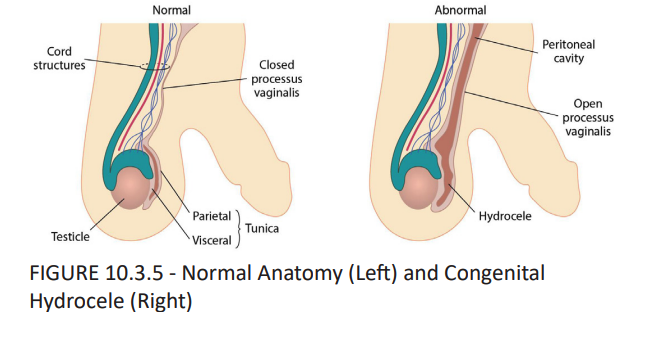 Normal
Cord
structures
Closed
processus
vaginalis
Parietal
Visceral
Tunica
Testicle
Abnormal
Peritoneal
cavity
Open
processus
vaginalis
Hydrocele
FIGURE 10.3.5 - Normal Anatomy (Left) and Congenital
Hydrocele (Right)